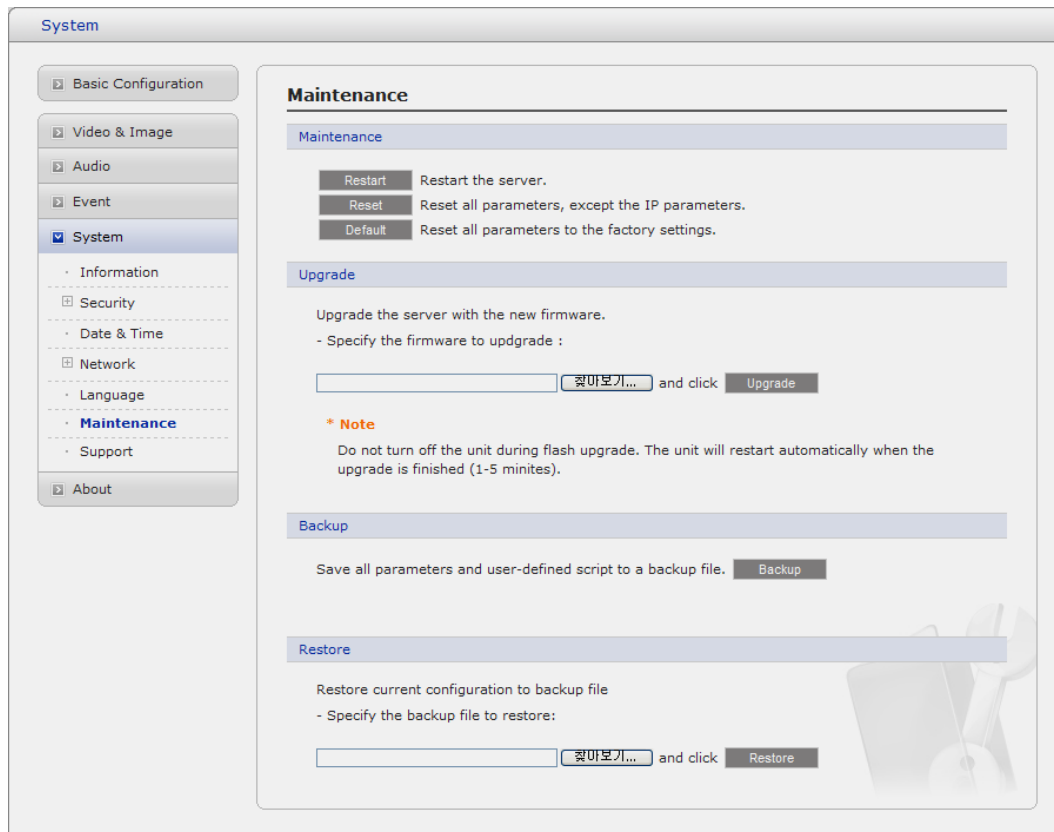 System
Basic Configuration
Video & Image
Audio
Event
System
Information
Security
Date & Time
Network
Language
Maintenance
Support
About
Maintenance
Maintenance
Restart Restart the server.
Reset Reset all parameters, except the IP parameters.
Default Reset all parameters to the factory settings.
Upgrade
Upgrade the server with the new firmware.
- Specify the firmware to updgrade :
찾아보기... and click Upgrade
* Note
Do not turn off the unit during flash upgrade. The unit will restart automatically when the
upgrade is finished (1-5 minites).
Backup
Save all parameters and user-defined script to a backup file. Backup
Restore
Restore current configuration to backup file
- Specify the backup file to restore:
찾아보기... and click Restore